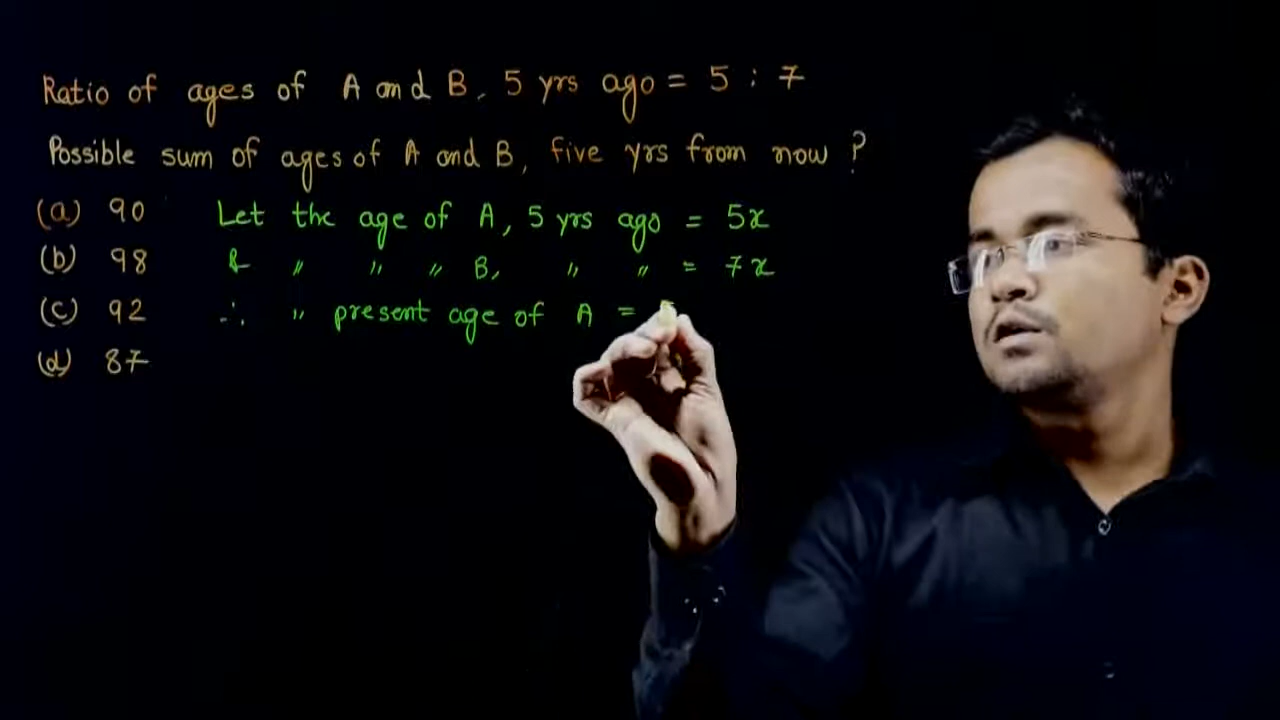 Ratio of ages of A and B, 5 yrs ago = 5 : 7
Possible sum of ages of A and B, five yrs from now ?
(a) 90
(b) 98
(c) 92
(d) 87
Let the age of A, 5 yrs ago = 5x
& " " " B, " " = 7x
∴ " present age of A =